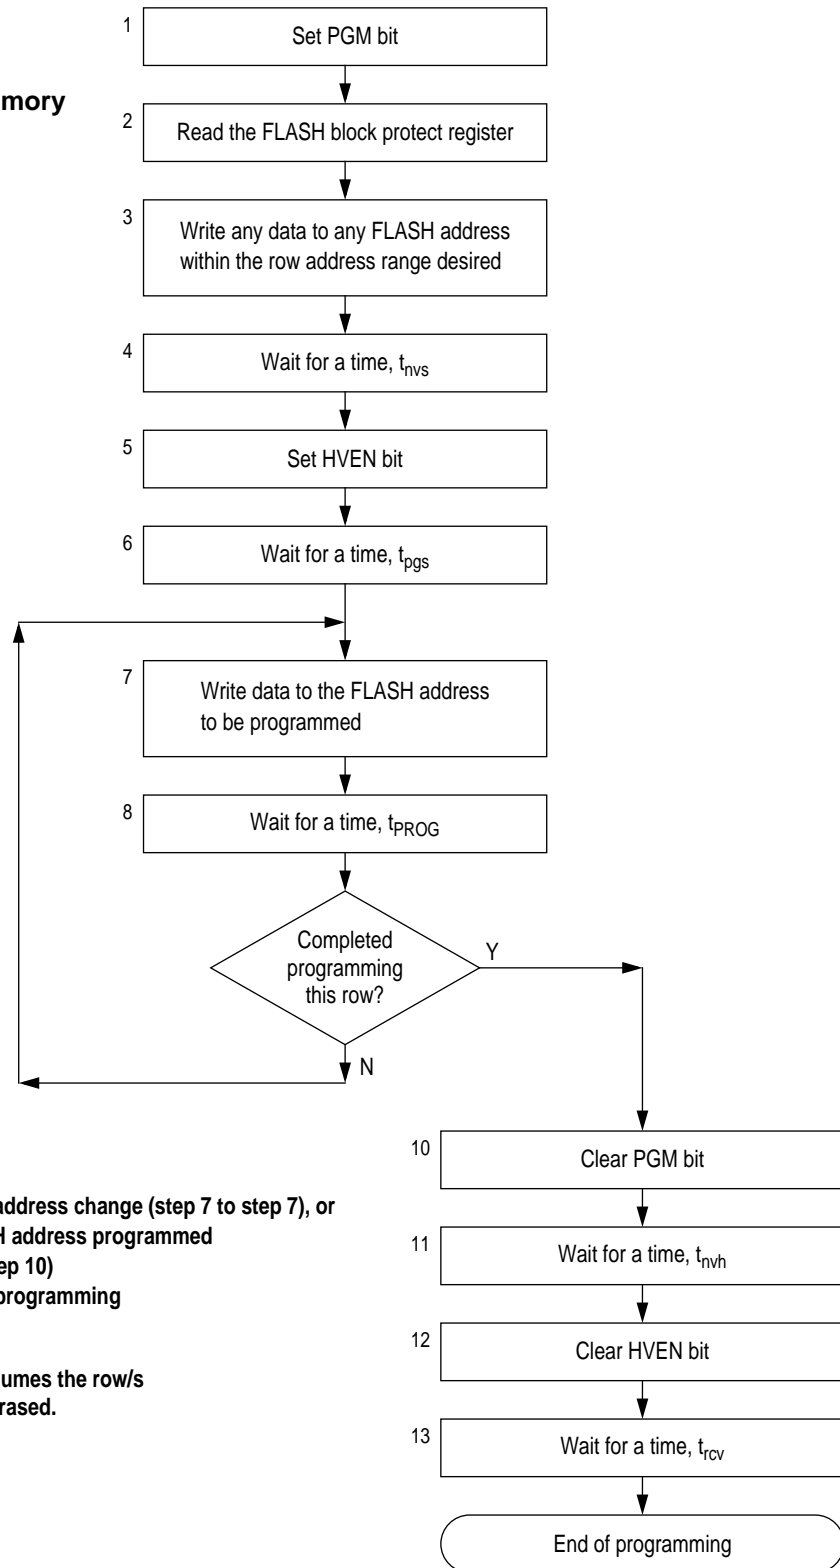 1
Set PGM bit
2
Read the FLASH block protect register
3
Write any data to any FLASH address
within the row address range desired
4
Wait for a time, tnvs
5
Set HVEN bit
6
Wait for a time, tpgs
7
Write data to the FLASH address
to be programmed
8
Wait for a time, tPROG
Completed
programming
this row?
Y
N
10
Clear PGM bit
11
Wait for a time, tnvh
12
Clear HVEN bit
13
Wait for a time, trcv
End of programming
address change (step 7 to step 7), or
address programmed
10)
programming
the row/s